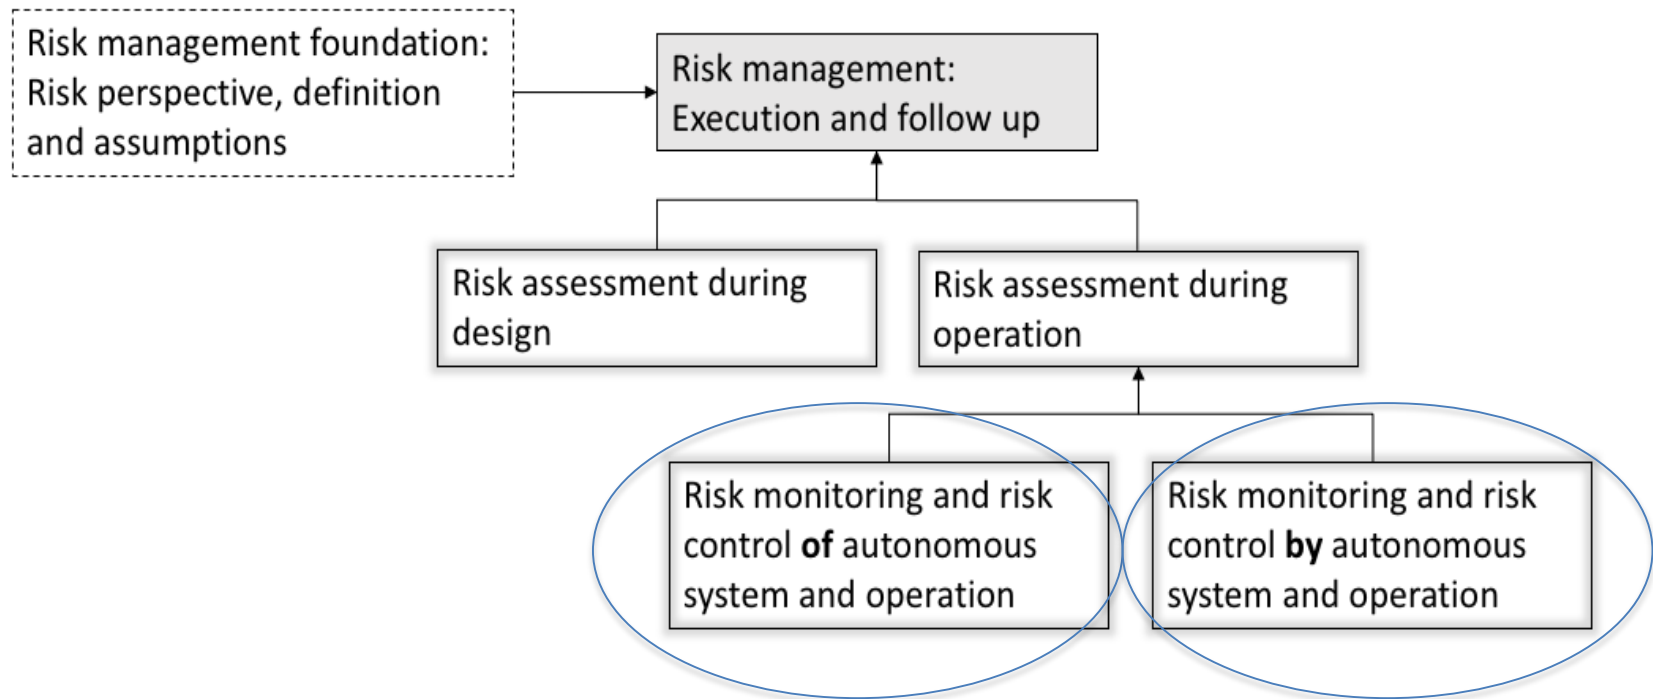 Risk management foundation:
Risk perspective, definition
and assumptions
Risk management:
Execution and follow up
Risk assessment during
design
Risk assessment during
operation
Risk monitoring and risk
control of autonomous
system and operation
Risk monitoring and risk
control by autonomous
system and operation